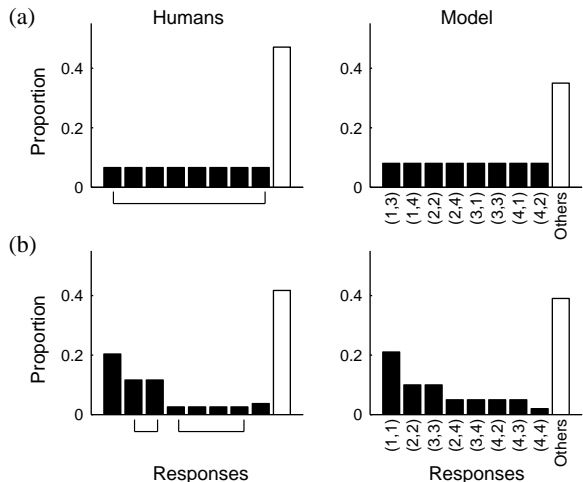 (a)
Humans
Model
Proportion
0.4
0.2
0
0.4
0.2
0
(1,3)
(1,4)
(2,2)
(2,4)
(3,1)
(3,3)
(4,1)
(4,2)
Others
(b)
Proportion
0.4
0.2
0
0.4
0.2
0
(1,1)
(2,2)
(3,3)
(2,4)
(3,4)
(4,2)
(4,3)
(4,4)
Others
Responses
Responses